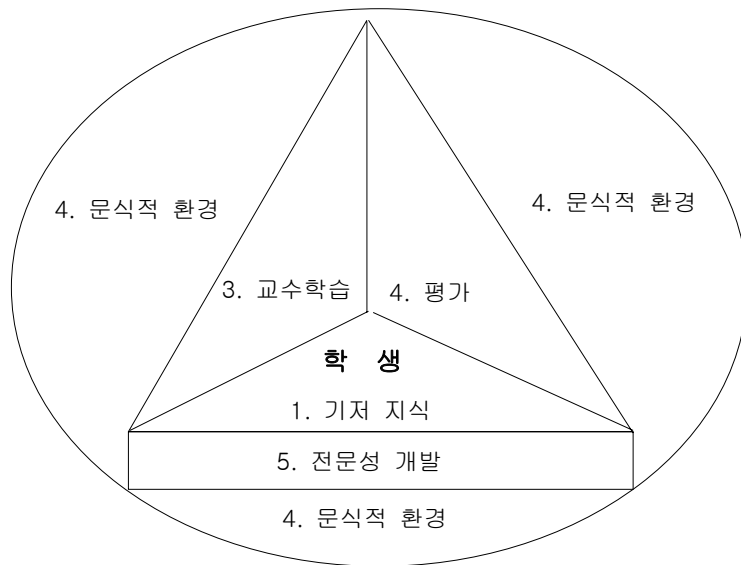 4. 문식적 환경
4. 문식적 환경
3. 교수학습
4. 평가
학 생
1. 기저 지식
5. 전문성 개발
4. 문식적 환경